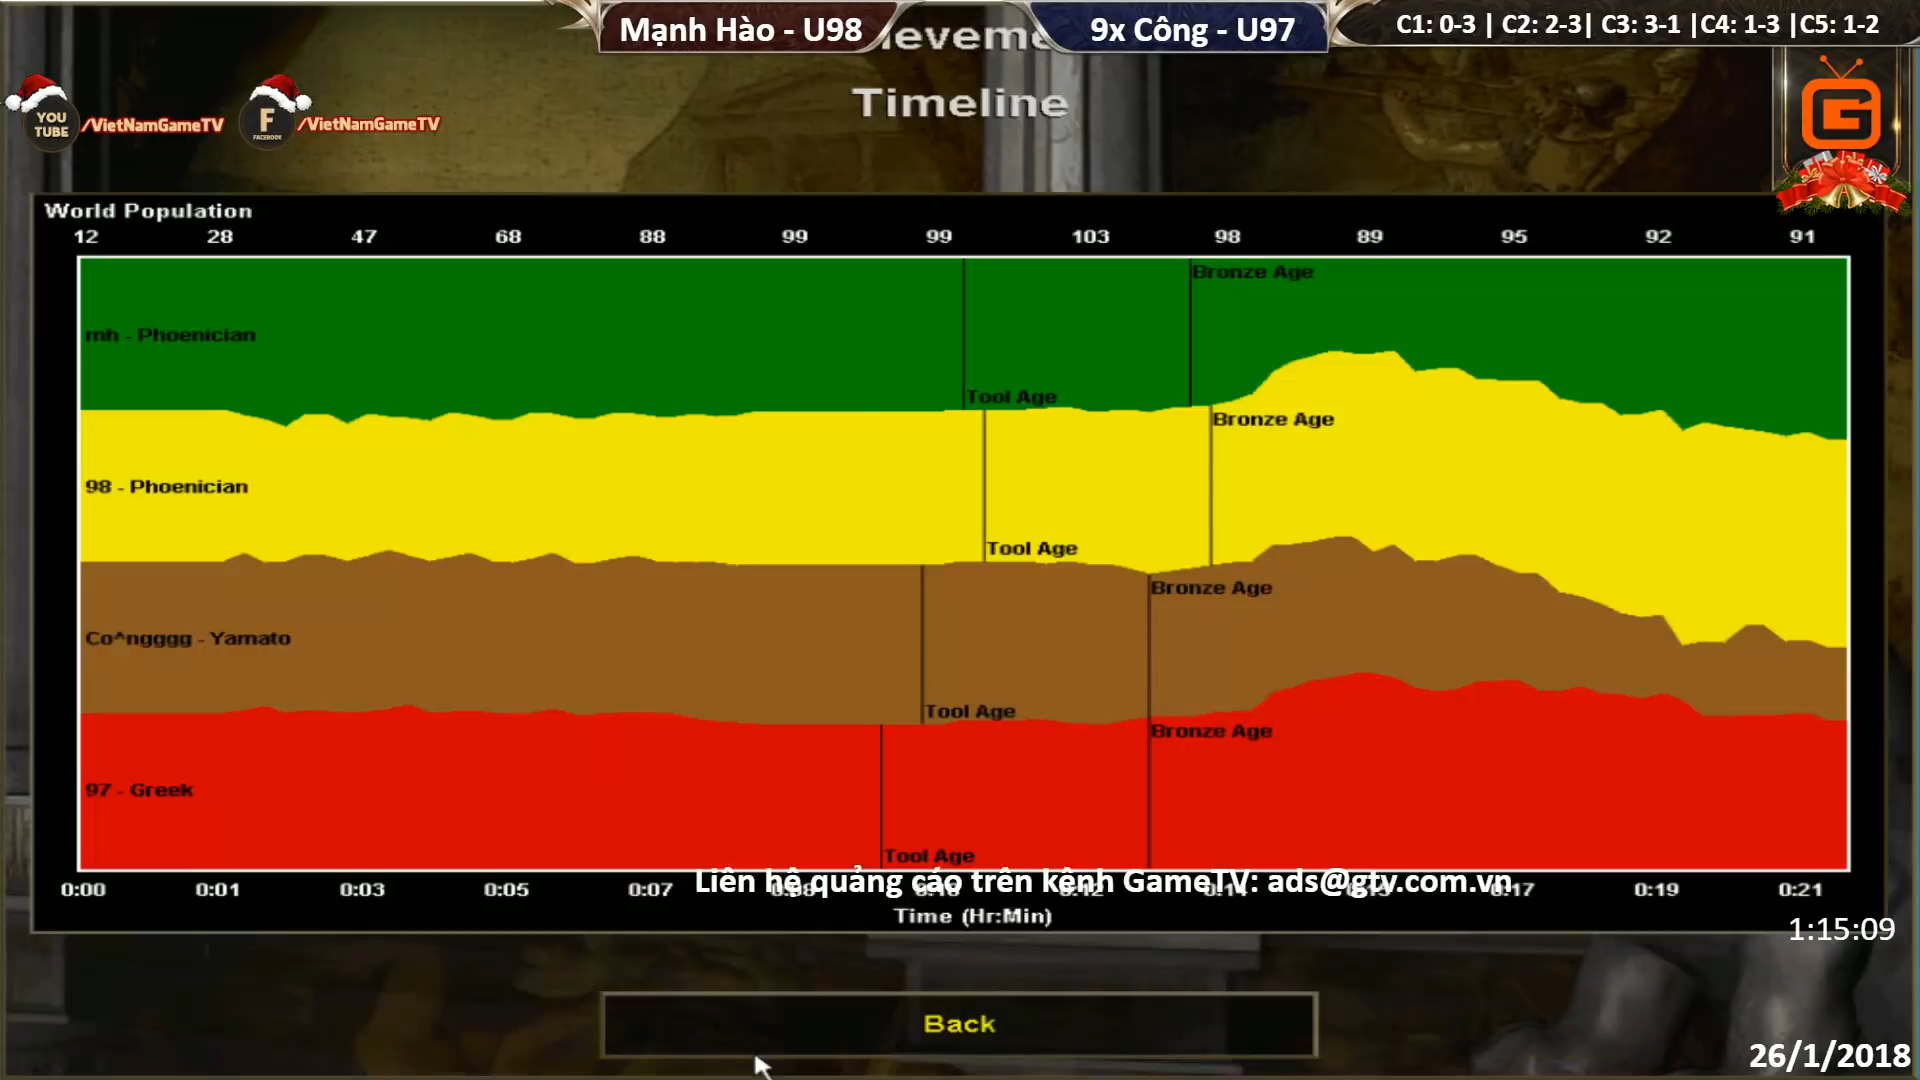 Mạnh Hào - U98
9x Công - U97
C1: 0-3 | C2: 2-3| C3: 3-1 |C4: 1-3 |C5: 1-2
Timeline
YOU TUBE /VietNamGameTV
F FACEBOOK /VietNamGameTV
World Population
12 28 47 68 88 99 99 103 98 89 95 92 91
Bronze Age
mh - Phoenician
Tool Age
Bronze Age
98 - Phoenician
Tool Age
Bronze Age
Co^ngggg - Yamato
Tool Age
Bronze Age
97 - Greek
Tool Age
Liên hệ quảng cáo trên kênh GameTV: ads@gtv.com.vn
0:00 0:01 0:03 0:05 0:07 0:19 0:21
Time (Hr:Min)
1:15:09
Back
26/1/2018